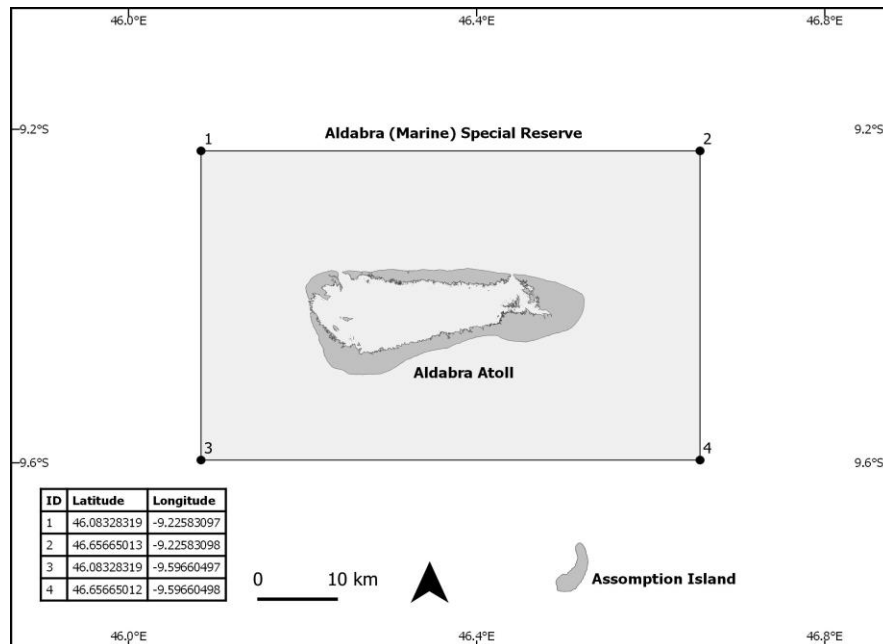 46.0°E 46.4°E 46.8°E
9.2°S 9.2°S
Aldabra (Marine) Special Reserve
1 2
Aldabra Atoll
3 4
9.6°S 9.6°S
ID Latitude Longitude
1 46.08328319 -9.22583097
2 46.65665013 -9.22583098
3 46.08328319 -9.59660497
4 46.65665012 -9.59660498
0 10 km
Assomption Island
46.0°E 46.4°E 46.8°E